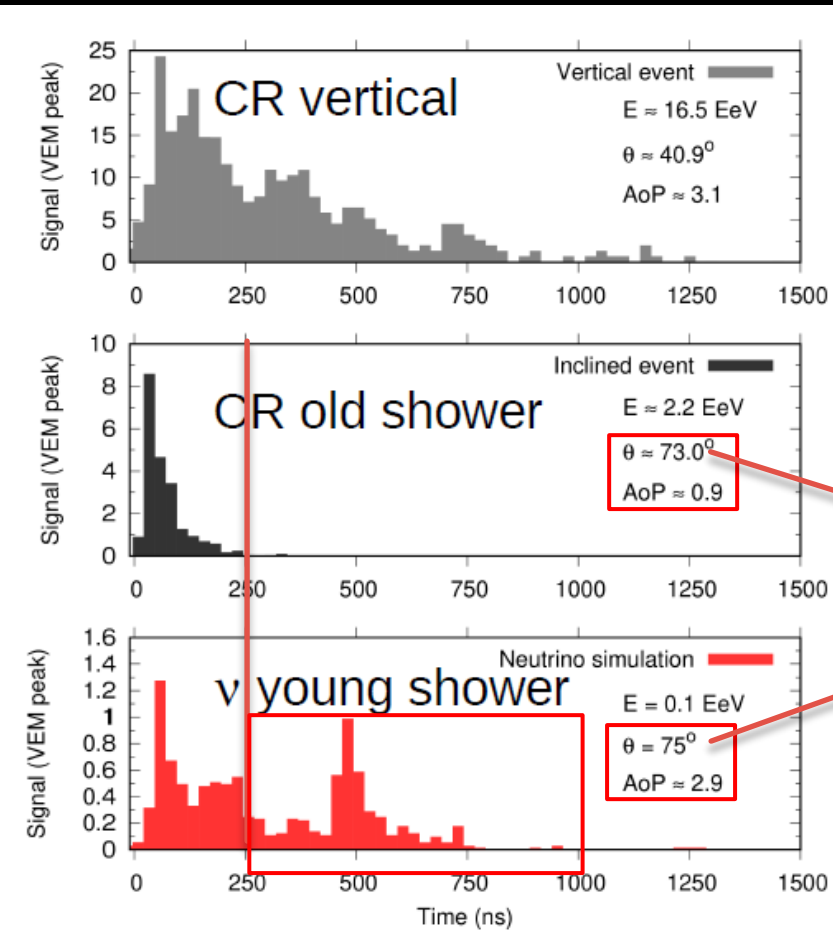 25
20
15
10
5
0
Signal (VEM peak)
CR vertical
Vertical event
E ≈ 16.5 EeV
θ ≈ 40.9º
AoP ≈ 3.1
0 250 500 750 1000 1250 1500
10
8
6
4
2
0
Signal (VEM peak)
CR old shower
Inclined event
E ≈ 2.2 EeV
θ ≈ 73.0º
AoP ≈ 0.9
0 250 500 750 1000 1250 1500
1.6
1.4
1.2
1
0.8
0.6
0.4
0.2
0
Signal (VEM peak)
ν young shower
Neutrino simulation
E = 0.1 EeV
θ = 75º
AoP ≈ 2.9
0 250 500 750 1000 1250 1500
Time (ns)